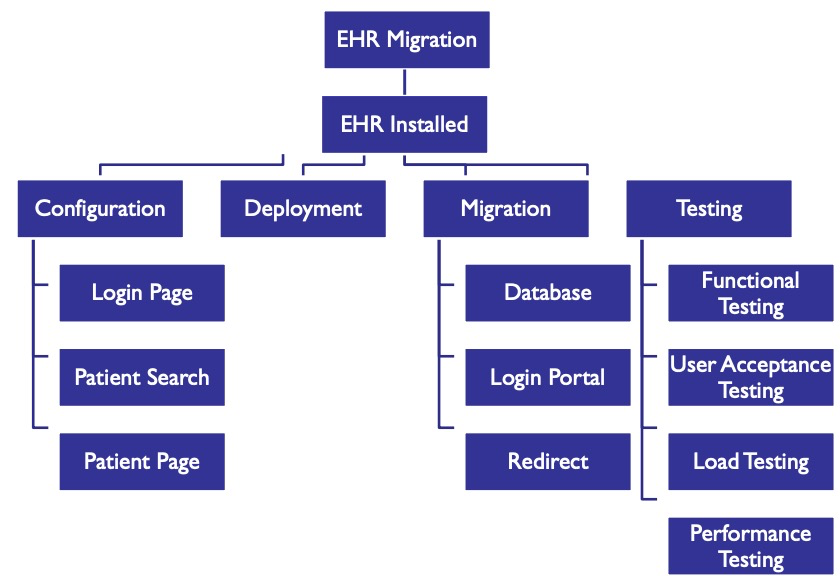 EHR Migration
EHR Installed
Configuration
Deployment
Migration
Testing
Login Page
Patient Search
Patient Page
Database
Login Portal
Redirect
Functional
Testing
User Acceptance
Testing
Load Testing
Performance
Testing